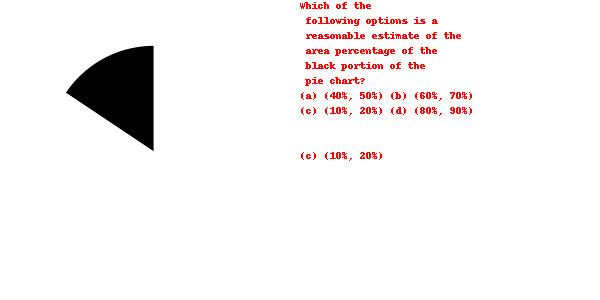 Which of the
following options is a
reasonable estimate of the
area percentage of the
black portion of the
pie chart?
(a) (40%, 50%) (b) (60%, 70%)
(c) (10%, 20%) (d) (80%, 90%)
(c) (10%, 20%)